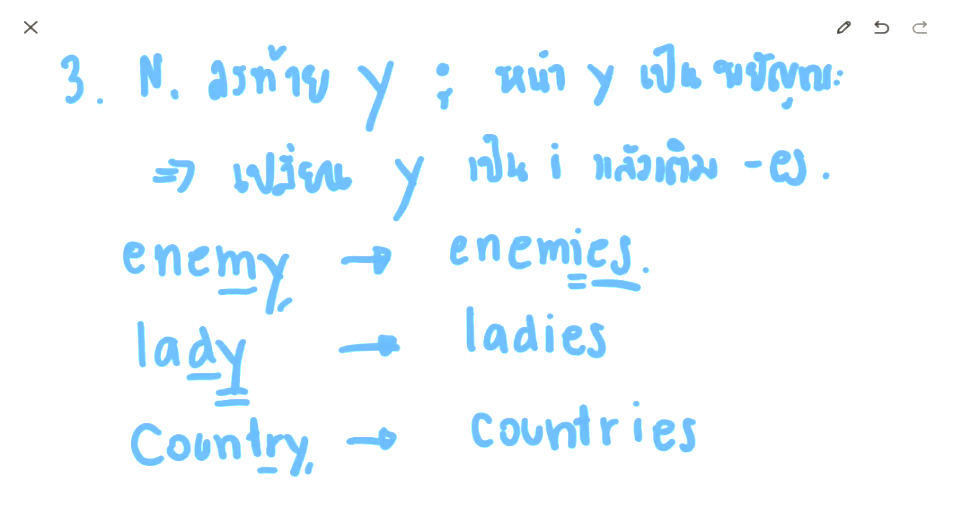 3. N. ลงท้าย y ; หน้า y เป็น พยัญชนะ
⇒ เปลี่ยน y เป็น i แล้วเติม -es.
enemy → enemies.
lady → ladies
Country → countries